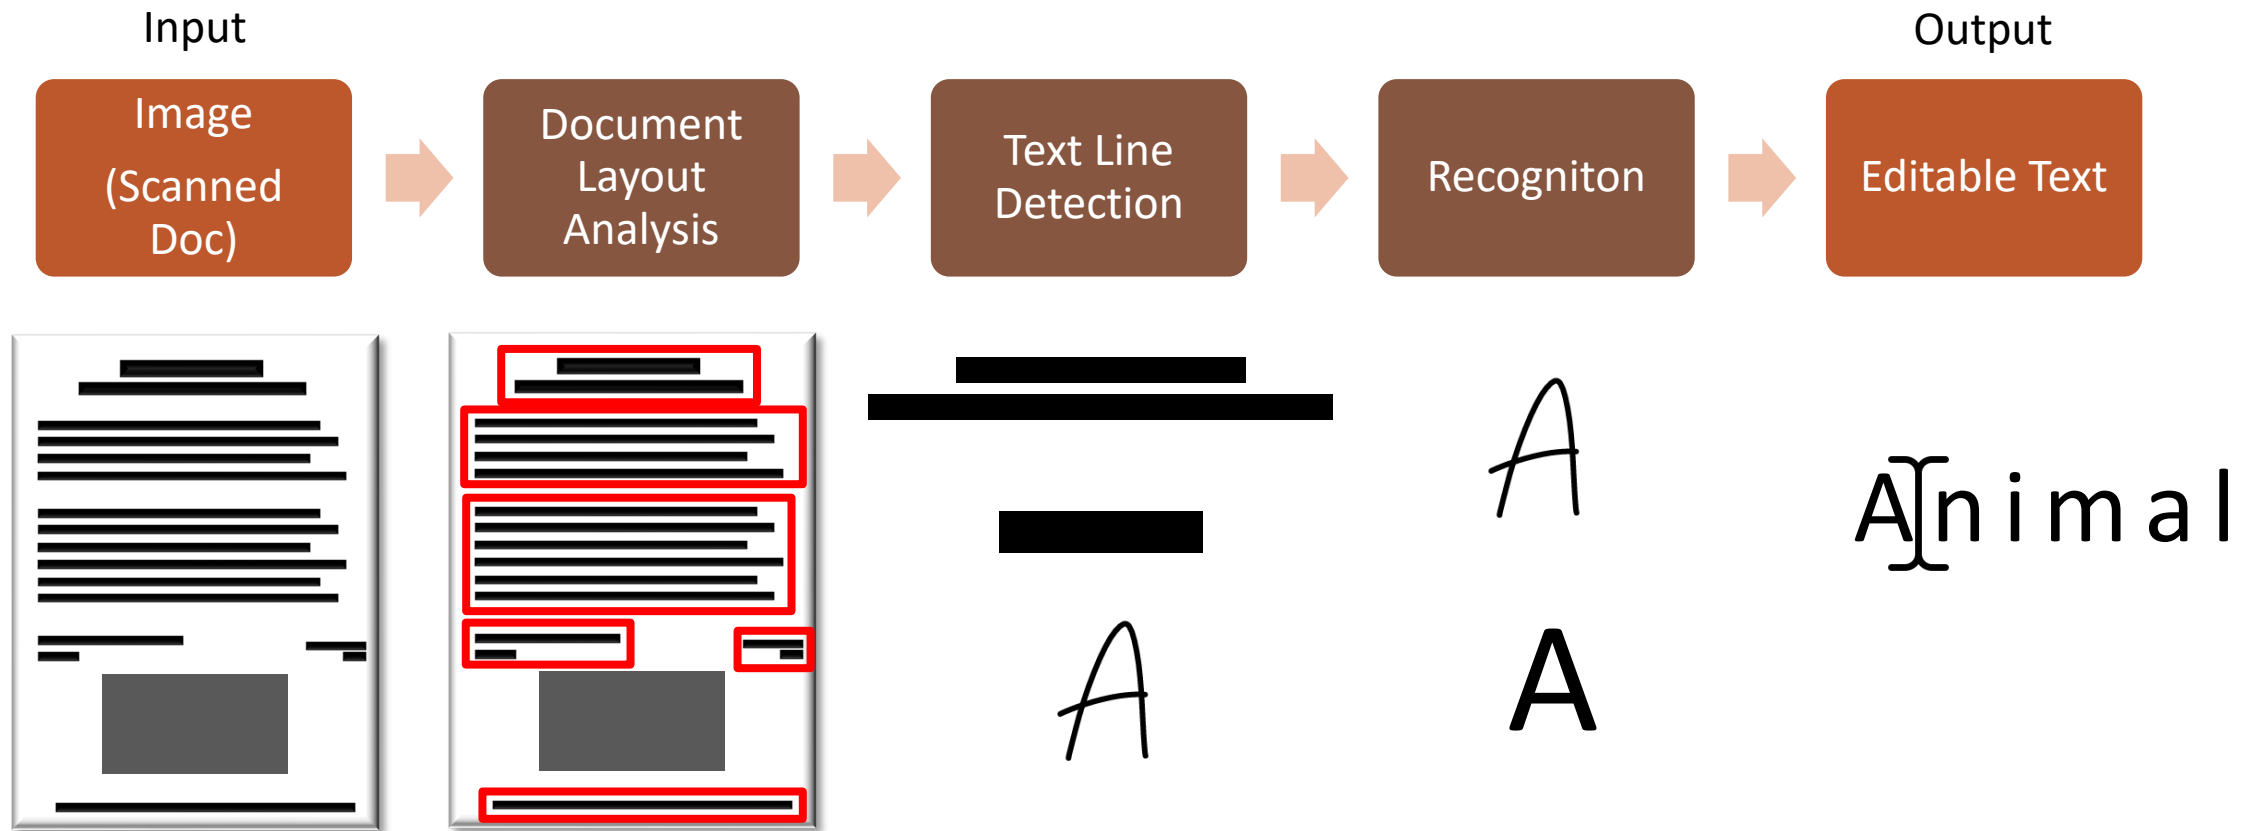 Input
Output
Image
(Scanned
Doc)
Document
Layout
Analysis
Text Line
Detection
Recogniton
Editable Text
A
A
A
Animal